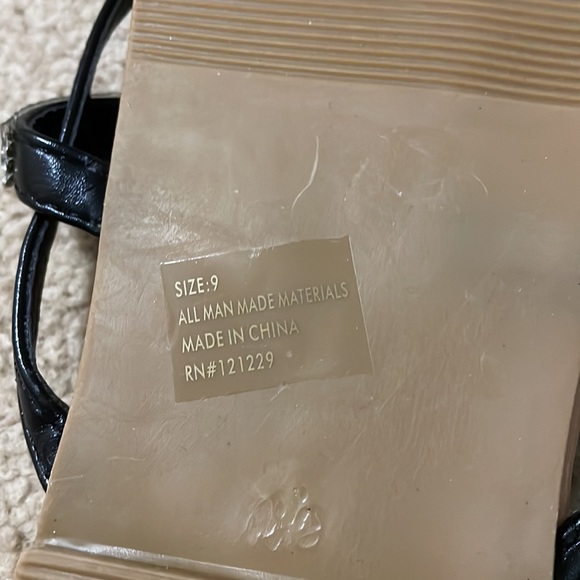 SIZE:9
ALL MAN MADE MATERIALS
MADE IN CHINA
RN#121229